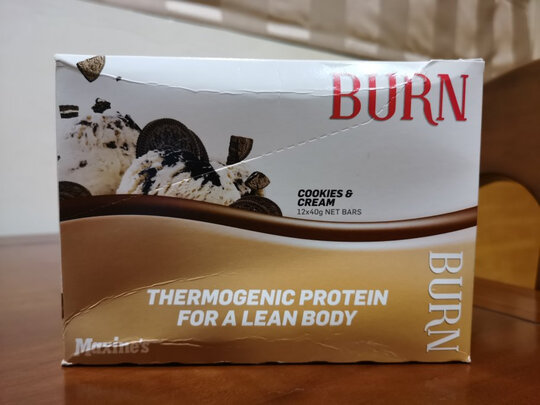 BURN
COOKIES &
CREAM
12x40g NET BARS
THERMOGENIC PROTEIN
FOR A LEAN BODY
BURN
Maxine's